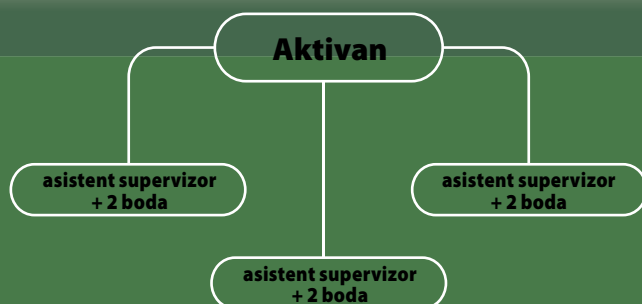 Aktivan
asistent supervizor
+ 2 boda
asistent supervizor
+ 2 boda
asistent supervizor
+ 2 boda